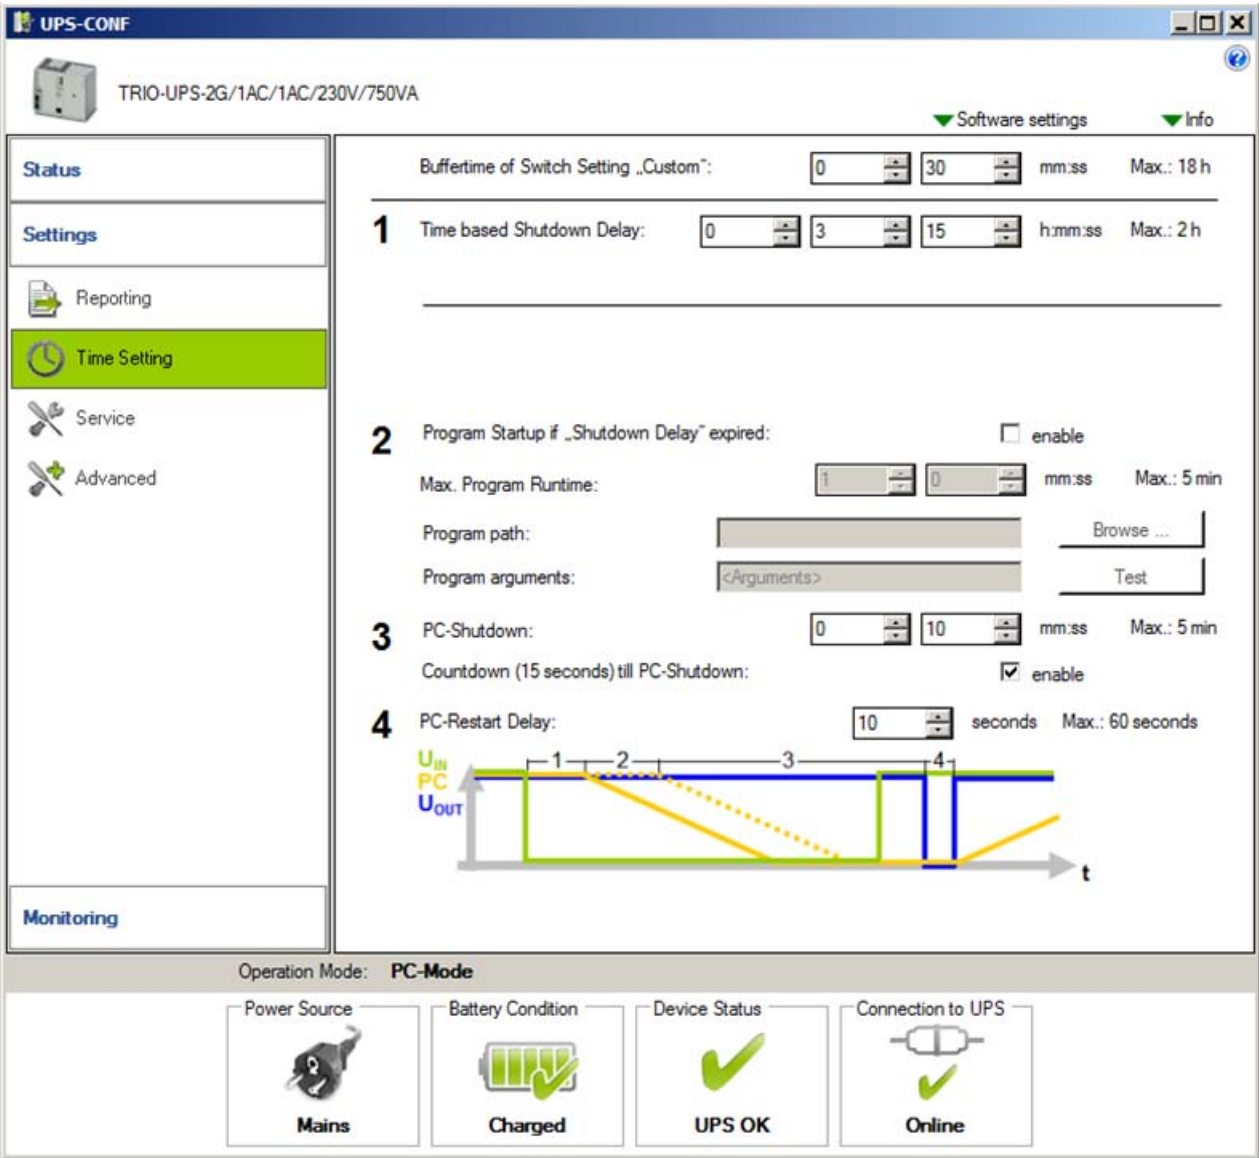 UPS-CONF
TRIO-UPS-2G/1AC/1AC/230V/750VA
Software settings Info
Status
Settings
Reporting
Time Setting
Service
Advanced
Monitoring
Buffertime of Switch Setting „Custom“: 0 30 mm:ss Max.: 18 h
1 Time based Shutdown Delay: 0 3 15 h:mm:ss Max.: 2 h
2 Program Startup if „Shutdown Delay“ expired: enable
Max. Program Runtime: 1 0 mm:ss Max.: 5 min
Program path: Browse ...
Program arguments: <Arguments> Test
3 PC-Shutdown: 0 10 mm:ss Max.: 5 min
Countdown (15 seconds) till PC-Shutdown: enable
4 PC-Restart Delay: 10 seconds Max.: 60 seconds
UIN 1 2 3 4
PC
UOUT
t
Operation Mode: PC-Mode
Power Source Battery Condition Device Status Connection to UPS
Mains Charged UPS OK Online